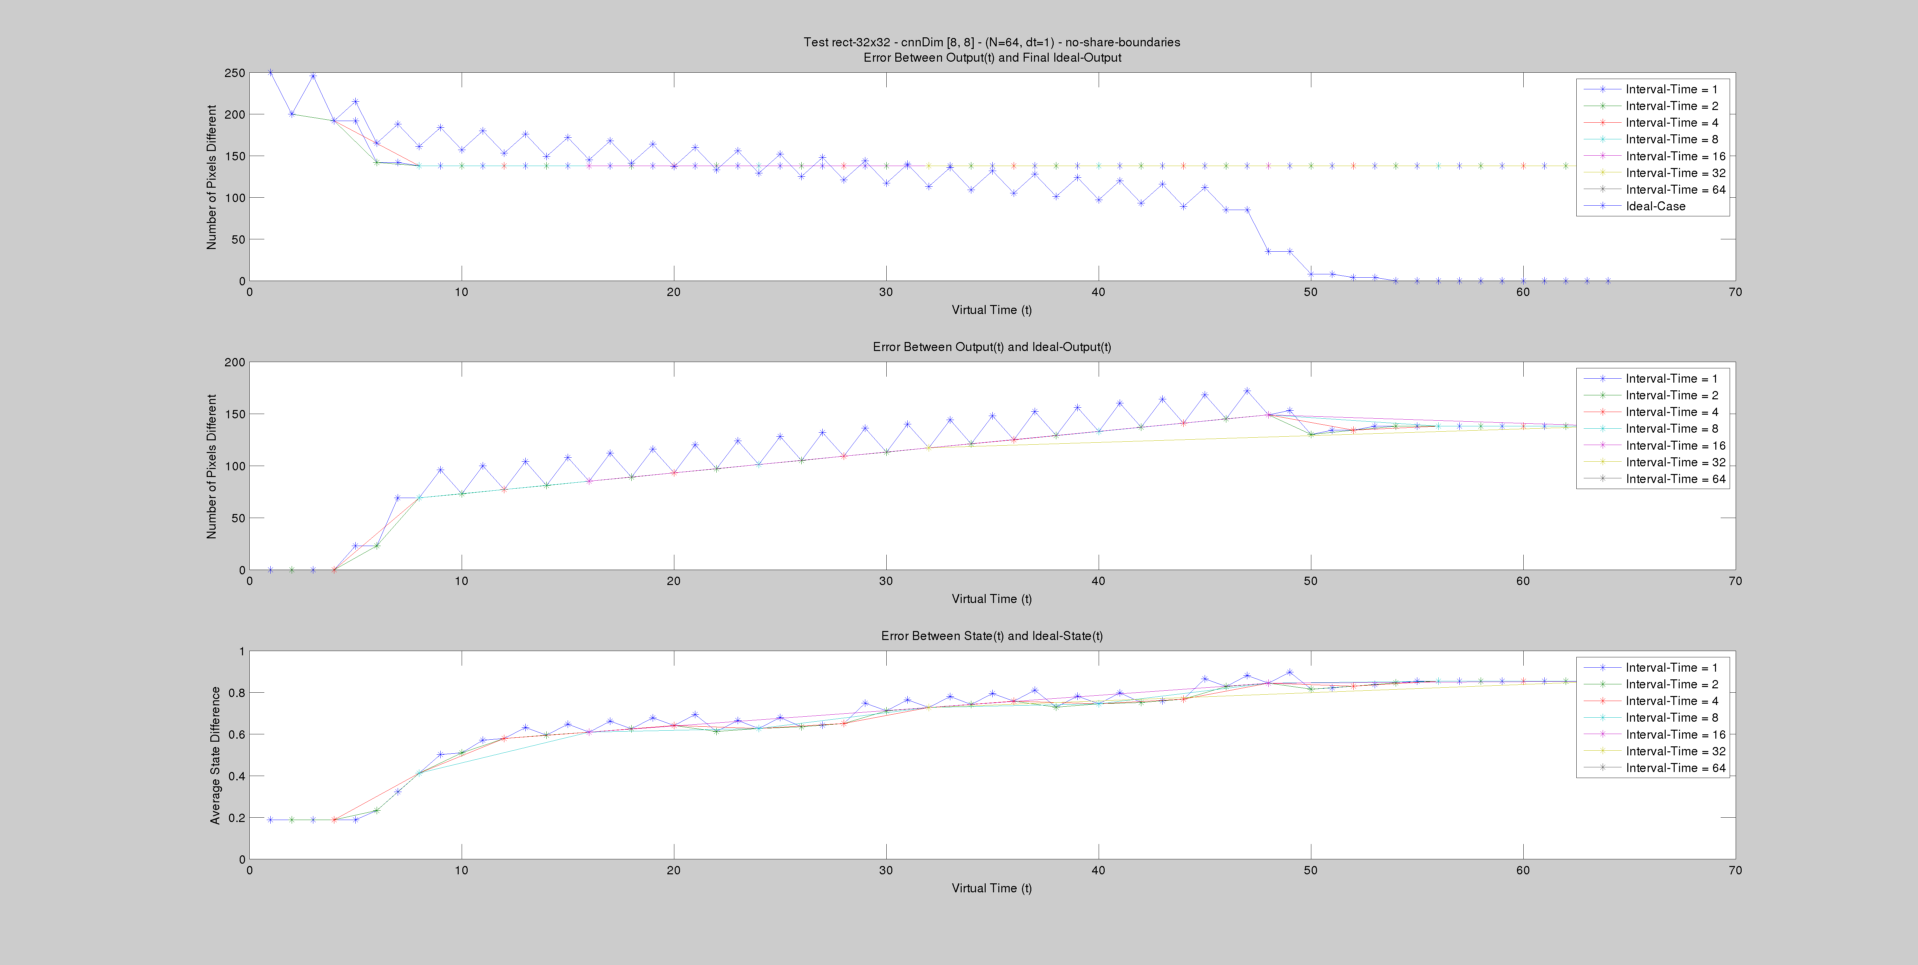 Test rect-32x32 - cnnDim [8, 8] - (N=64, dt=1) - no-share-boundaries
Error Between Output(t) and Final Ideal-Output
Number of Pixels Different
250
200
150
100
50
0
0 10 20 30 40 50 60 70
Virtual Time (t)
Interval-Time = 1
Interval-Time = 2
Interval-Time = 4
Interval-Time = 8
Interval-Time = 16
Interval-Time = 32
Interval-Time = 64
Ideal-Case
Error Between Output(t) and Ideal-Output(t)
Number of Pixels Different
200
150
100
50
0
0 10 20 30 40 50 60 70
Virtual Time (t)
Interval-Time = 1
Interval-Time = 2
Interval-Time = 4
Interval-Time = 8
Interval-Time = 16
Interval-Time = 32
Interval-Time = 64
Error Between State(t) and Ideal-State(t)
Average State Difference
1
0.8
0.6
0.4
0.2
0
0 10 20 30 40 50 60 70
Virtual Time (t)
Interval-Time = 1
Interval-Time = 2
Interval-Time = 4
Interval-Time = 8
Interval-Time = 16
Interval-Time = 32
Interval-Time = 64